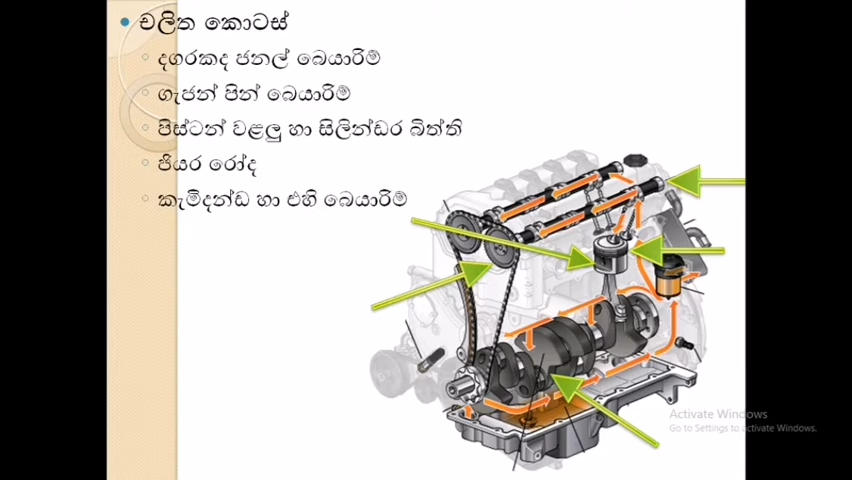 චලිත කොටස්
දගරකද ජනල් බෙයාරිම්
ගැජන් පින් බෙයාරිම්
පිස්ටන් වළලු හා සිලින්ඩර බිත්ති
ජියර රෝද
කැමිදන්ඩ හා එහි බෙයාරිම්
Activate Windows
Go to Settings to activate Windows.